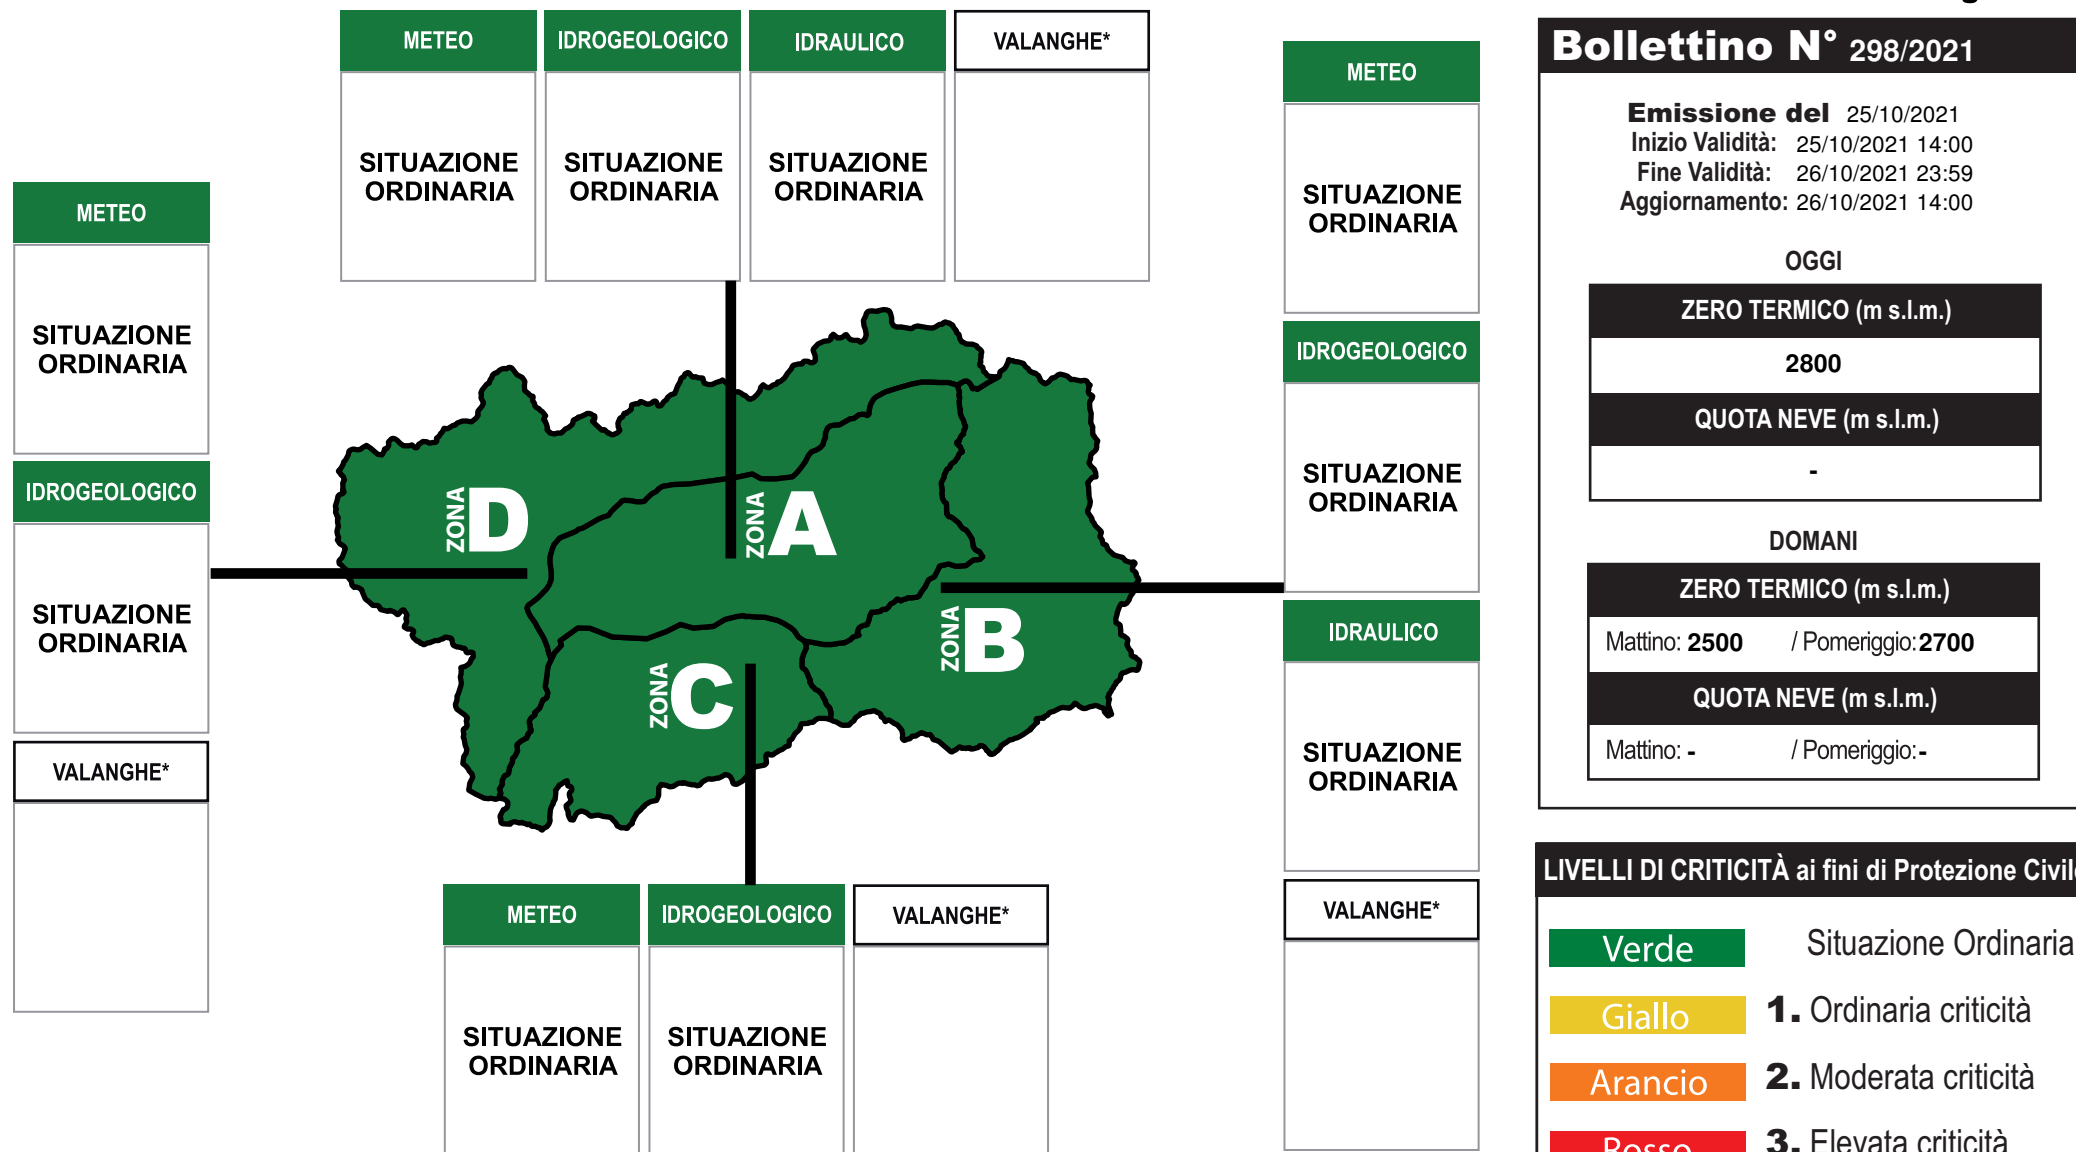 METEO
IDROGEOLOGICO
IDRAULICO
VALANGHE*
SITUAZIONE
ORDINARIA
SITUAZIONE
ORDINARIA
SITUAZIONE
ORDINARIA
METEO
SITUAZIONE
ORDINARIA
IDROGEOLOGICO
SITUAZIONE
ORDINARIA
VALANGHE*
ZONA D
ZONA A
ZONA B
ZONA C
METEO
SITUAZIONE
ORDINARIA
IDROGEOLOGICO
SITUAZIONE
ORDINARIA
IDRAULICO
SITUAZIONE
ORDINARIA
VALANGHE*
METEO
IDROGEOLOGICO
VALANGHE*
SITUAZIONE
ORDINARIA
SITUAZIONE
ORDINARIA
Bollettino N° 298/2021
Emissione del 25/10/2021
Inizio Validità: 25/10/2021 14:00
Fine Validità: 26/10/2021 23:59
Aggiornamento: 26/10/2021 14:00
OGGI
ZERO TERMICO (m s.l.m.)
2800
QUOTA NEVE (m s.l.m.)
-
DOMANI
ZERO TERMICO (m s.l.m.)
Mattino: 2500 / Pomeriggio: 2700
QUOTA NEVE (m s.l.m.)
Mattino: - / Pomeriggio: -
LIVELLI DI CRITICITÀ ai fini di Protezione Civile
Verde Situazione Ordinaria
Giallo 1. Ordinaria criticità
Arancio 2. Moderata criticità
Rosso 3. Elevata criticità